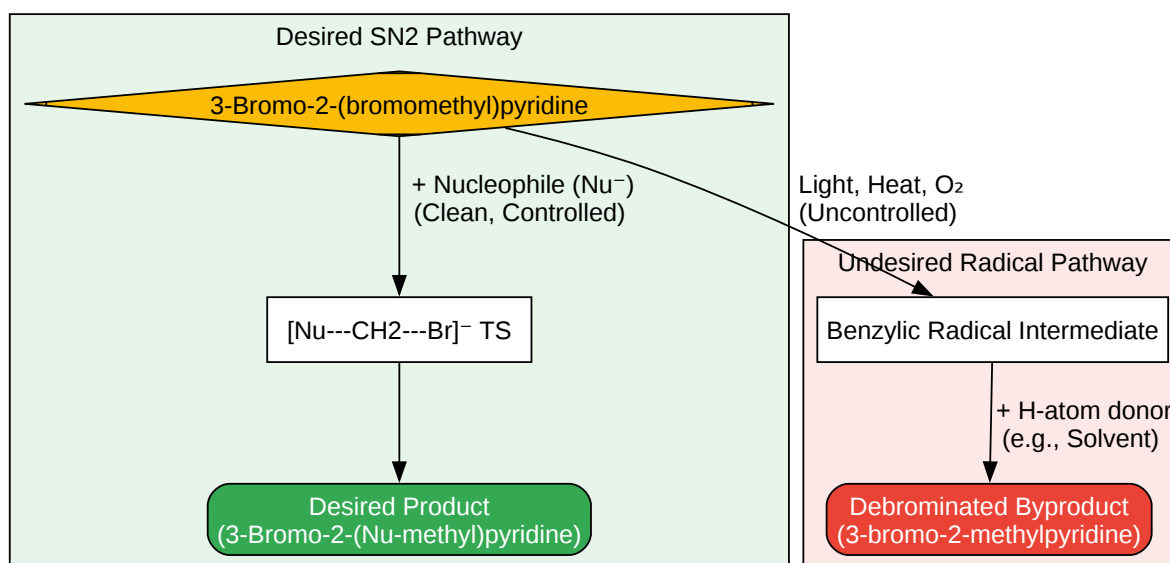 Desired SN2 Pathway
3-Bromo-2-(bromomethyl)pyridine
+ Nucleophile (Nu⁻)
(Clean, Controlled)
Light, Heat, O₂
(Uncontrolled)
Undesired Radical Pathway
[Nu---CH2---Br]⁻ TS
Benzylic Radical Intermediate
+ H-atom donor
(e.g., Solvent)
Desired Product
(3-Bromo-2-(Nu-methyl)pyridine)
Debrominated Byproduct
(3-bromo-2-methylpyridine)